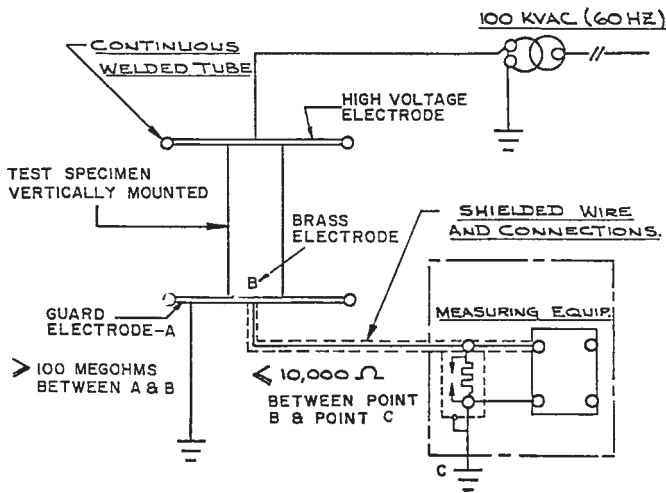 100 KVAC (60 HZ)
CONTINUOUS
WELDED TUBE
HIGH VOLTAGE
ELECTRODE
TEST SPECIMEN
VERTICALLY MOUNTED
BRASS
ELECTRODE
SHIELDED WIRE
AND CONNECTIONS.
B
GUARD
ELECTRODE-A
MEASURING EQUIP.
> 100 MEGOHMS
BETWEEN A & B
< 10,000 Ω
BETWEEN POINT
B & POINT C
C